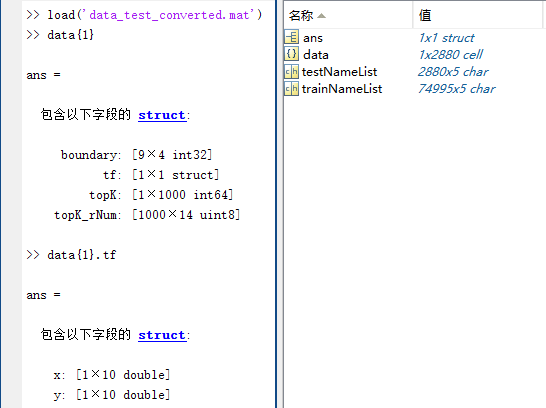 >> load('data_test_converted.mat')
>> data{1}
ans =
包含以下字段的 struct:
boundary: [9×4 int32]
tf: [1×1 struct]
topK: [1×1000 int64]
topK_rNum: [1000×14 uint8]
>> data{1}.tf
ans =
包含以下字段的 struct:
x: [1×10 double]
y: [1×10 double]
名称 值
ans 1x1 struct
data 1x2880 cell
testNameList 2880x5 char
trainNameList 74995x5 char